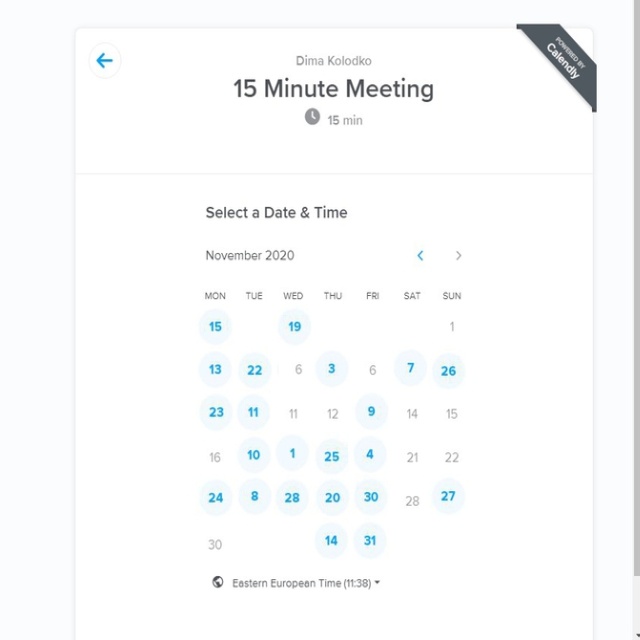 POWERED BY
Calendly
Dima Kolodko
15 Minute Meeting
15 min
Select a Date & Time
November 2020
MON TUE WED THU FRI SAT SUN
15 19 1
13 22 6 3 6 7 26
23 11 11 12 9 14 15
16 10 1 25 4 21 22
24 8 28 20 30 28 27
30 14 31
Eastern European Time (11:38)